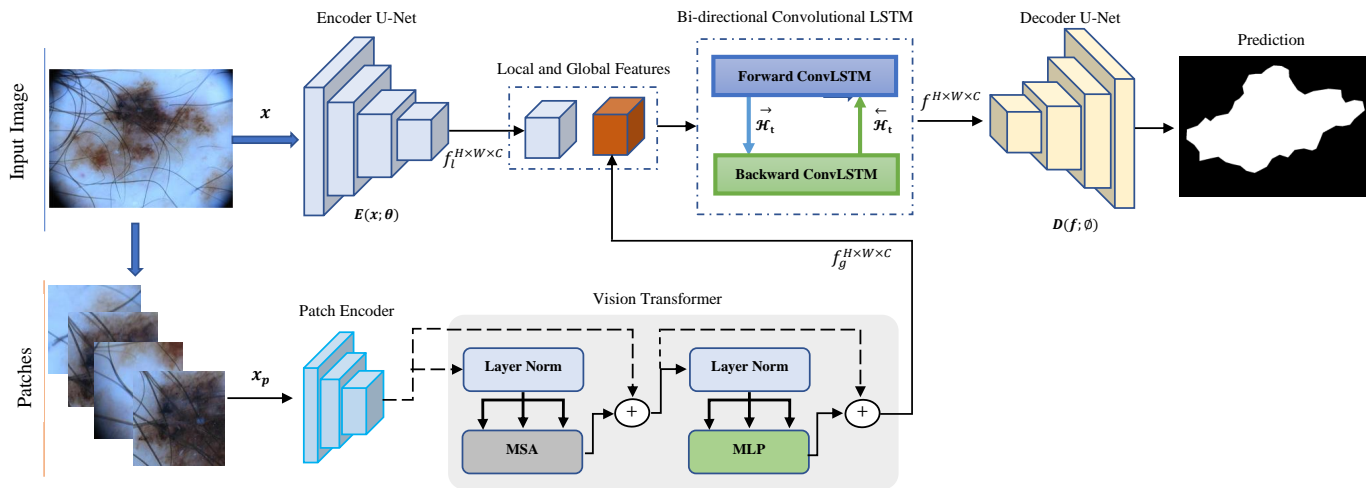 Encoder U-Net
Bi-directional Convolutional LSTM
Decoder U-Net
Prediction
Input Image
x
E(x; θ)
f_l^{H×W×C}
Local and Global Features
Forward ConvLSTM
→
ℋ_t
←
ℋ_t
Backward ConvLSTM
f^{H×W×C}
D(f; ∅)
f_g^{H×W×C}
Patches
x_p
Patch Encoder
Vision Transformer
Layer Norm
MSA
+
Layer Norm
MLP
+